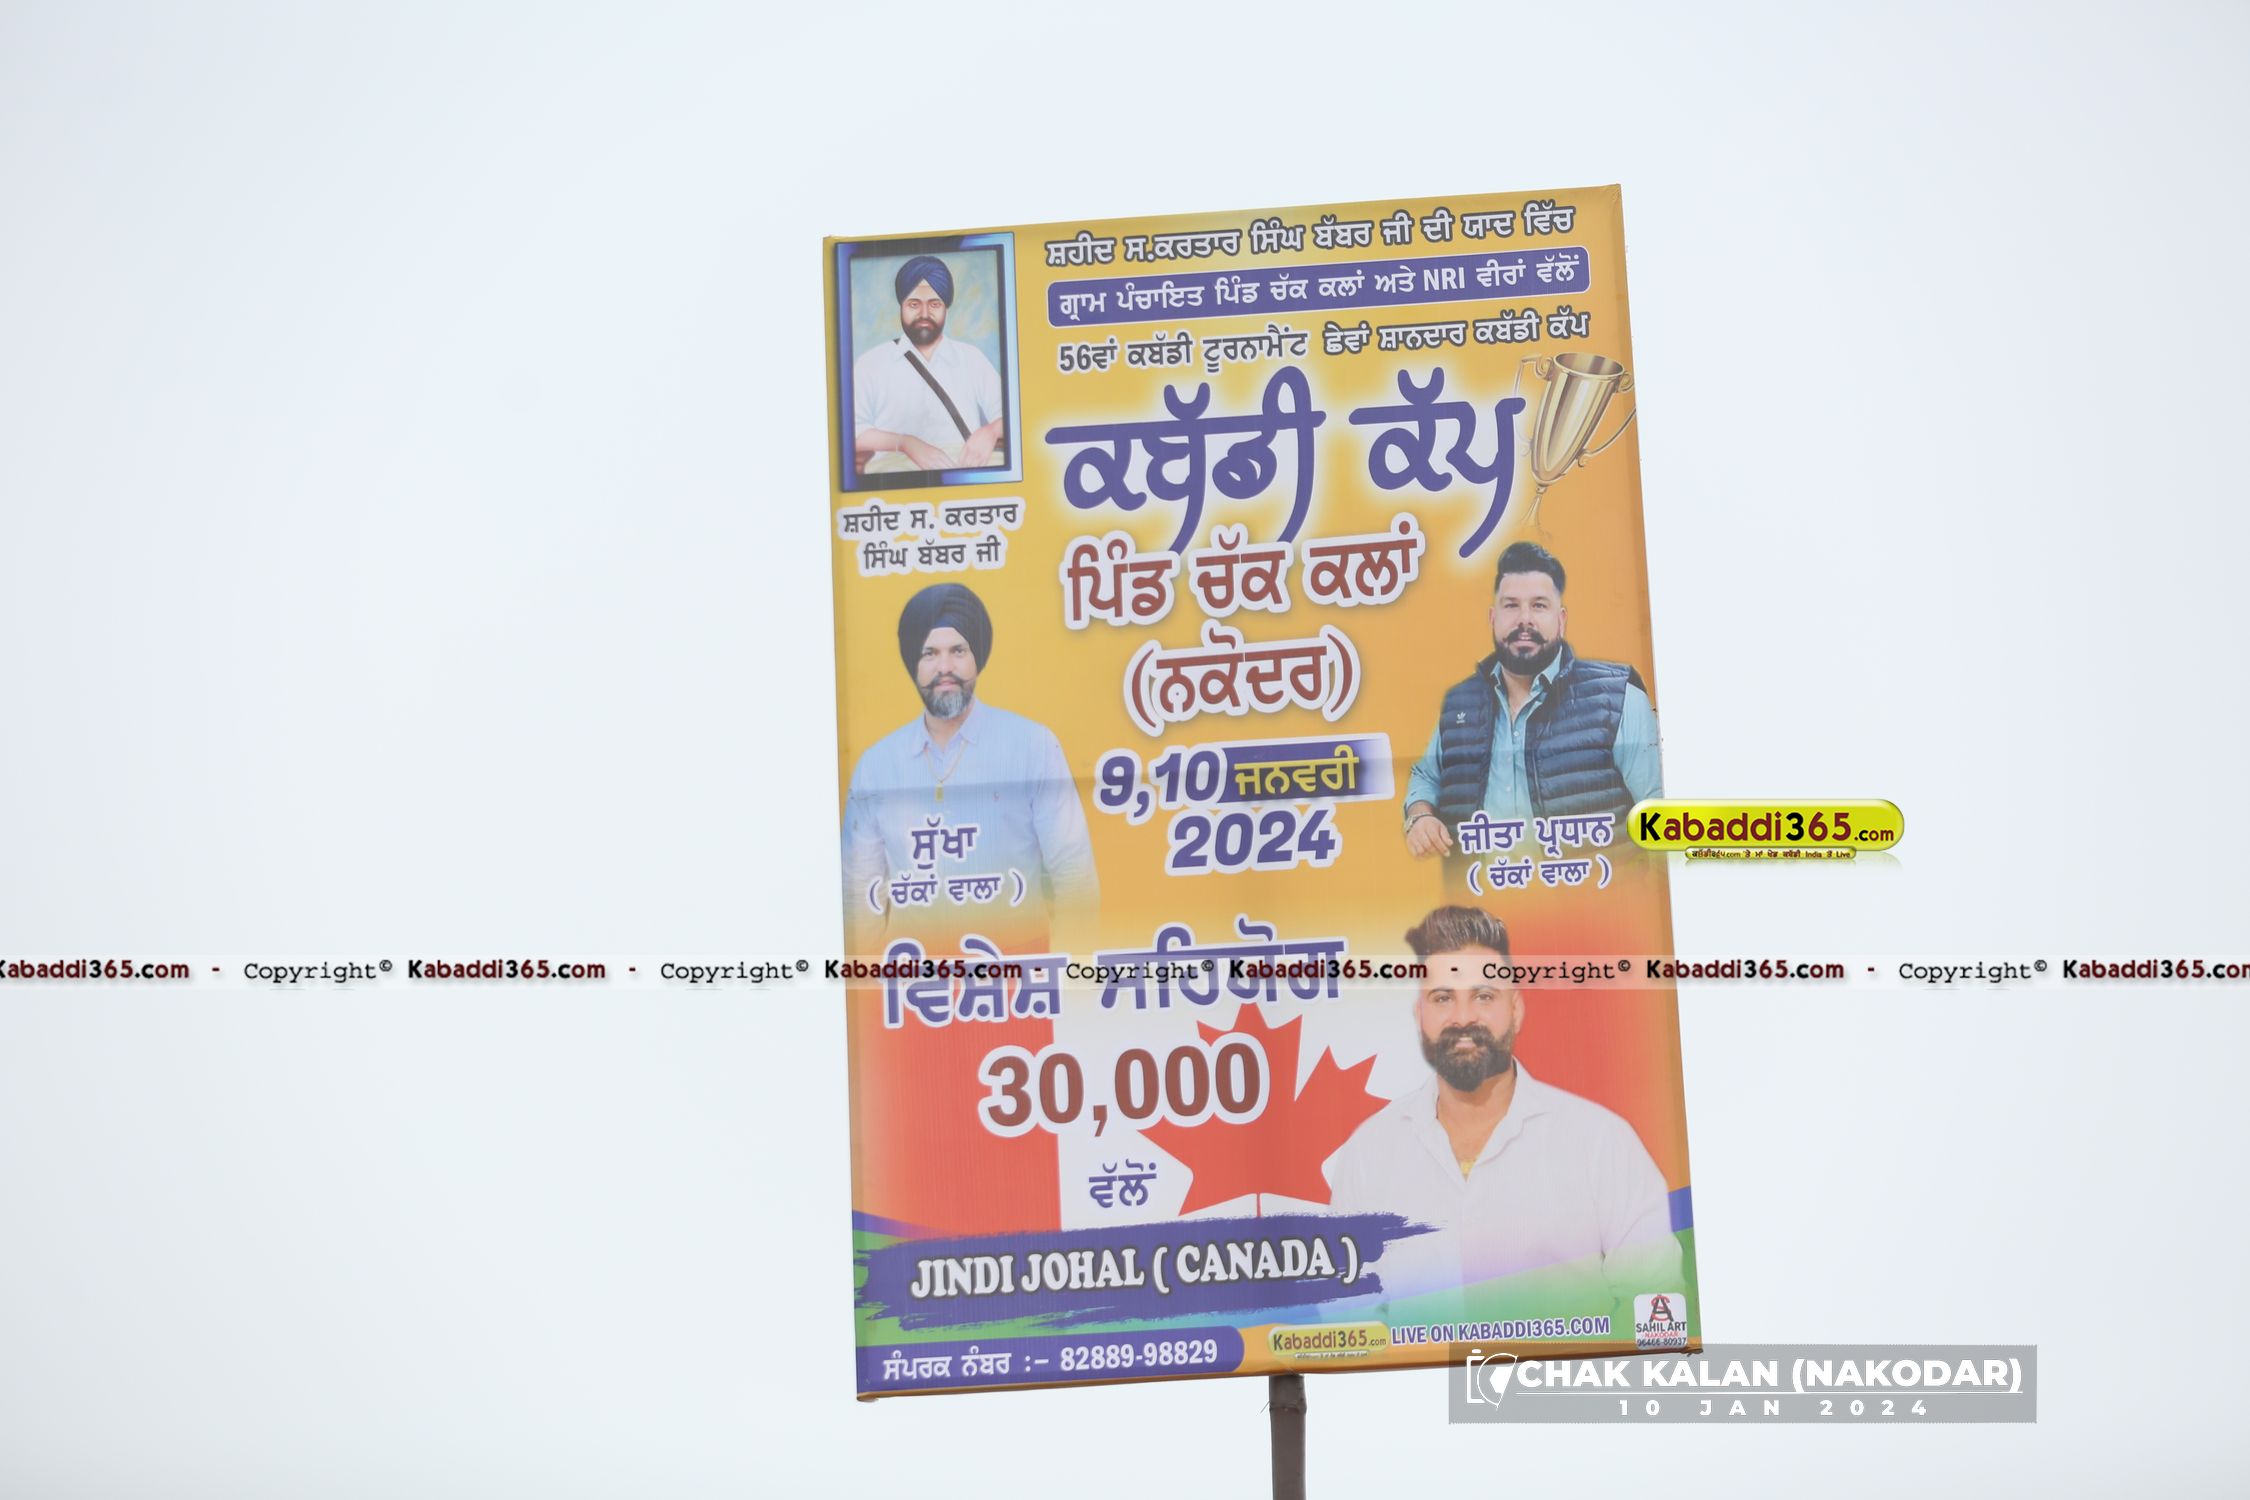 ਸ਼ਹੀਦ ਸ.ਕਰਤਾਰ ਸਿੰਘ ਬੱਬਰ ਜੀ ਦੀ ਯਾਦ ਵਿੱਚ
ਗ੍ਰਾਮ ਪੰਚਾਇਤ ਪਿੰਡ ਚੱਕ ਕਲਾਂ ਅਤੇ NRI ਵੀਰਾਂ ਵੱਲੋਂ
56ਵਾਂ ਕਬੱਡੀ ਟੂਰਨਾਮੈਂਟ ਛੇਵਾਂ ਸ਼ਾਨਦਾਰ ਕਬੱਡੀ ਕੱਪ
ਕਬੱਡੀ ਕੱਪ
ਸ਼ਹੀਦ ਸ. ਕਰਤਾਰ
ਸਿੰਘ ਬੱਬਰ ਜੀ
ਪਿੰਡ ਚੱਕ ਕਲਾਂ
(ਨਕੋਦਰ)
9,10 ਜਨਵਰੀ
2024
ਸੁੱਖਾ
( ਚੱਕਾਂ ਵਾਲਾ )
ਜੀਤਾ ਪ੍ਰਧਾਨ
( ਚੱਕਾਂ ਵਾਲਾ )
Kabaddi365.com
ਵਿਸ਼ੇਸ਼ ਸਹਿਯੋਗ
Kabaddi365.com - Copyright© Kabaddi365.com - Copyright© Kabaddi365.com - Copyright© Kabaddi365.com - Copyright© Kabaddi365.com - Copyright© Kabaddi365.com
30,000
ਵੱਲੋਂ
JINDI JOHAL ( CANADA )
ਸੰਪਰਕ ਨੰਬਰ :- 82889-98829
Kabaddi365.com LIVE ON KABADDI365.COM
SAHIL ART
NAKODAR
96466-80937
CHAK KALAN (NAKODAR)
10 JAN 2024